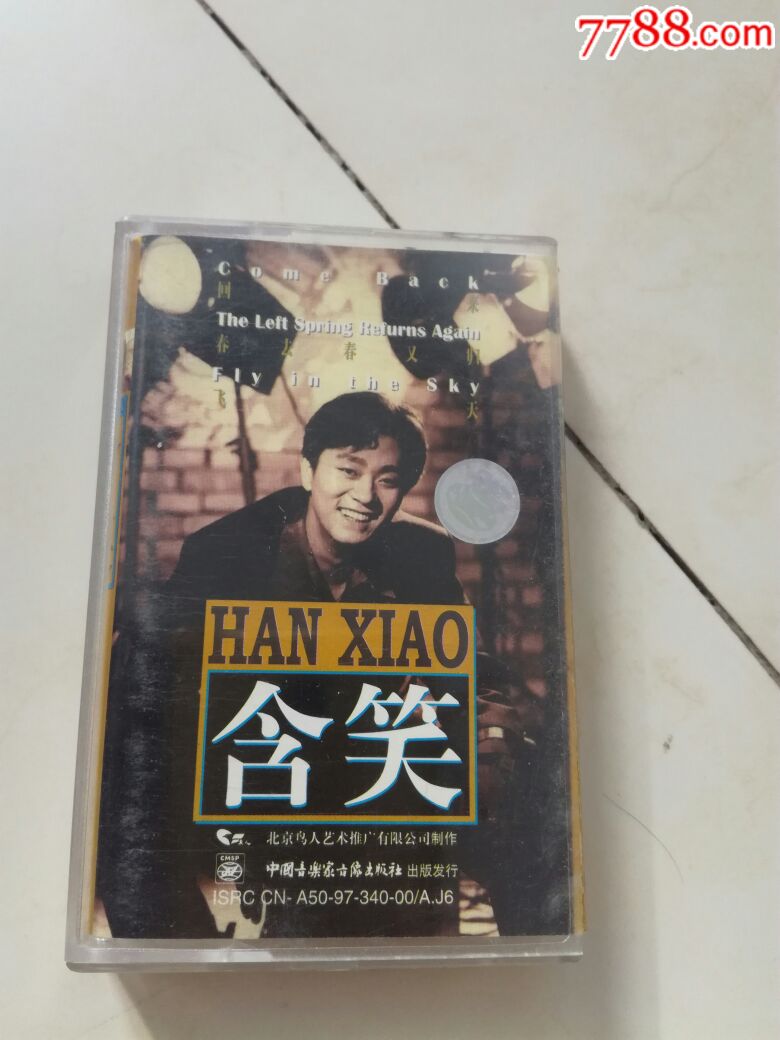 7788.com
Come Back
回来
The Left Spring Returns Again
春去春又归
Fly in the Sky
飞天
HAN XIAO
含笑
北京鸟人艺术推广有限公司制作
CMSP
中國音樂家音像出版社 出版发行
ISRC CN- A50-97-340-00/A.J6